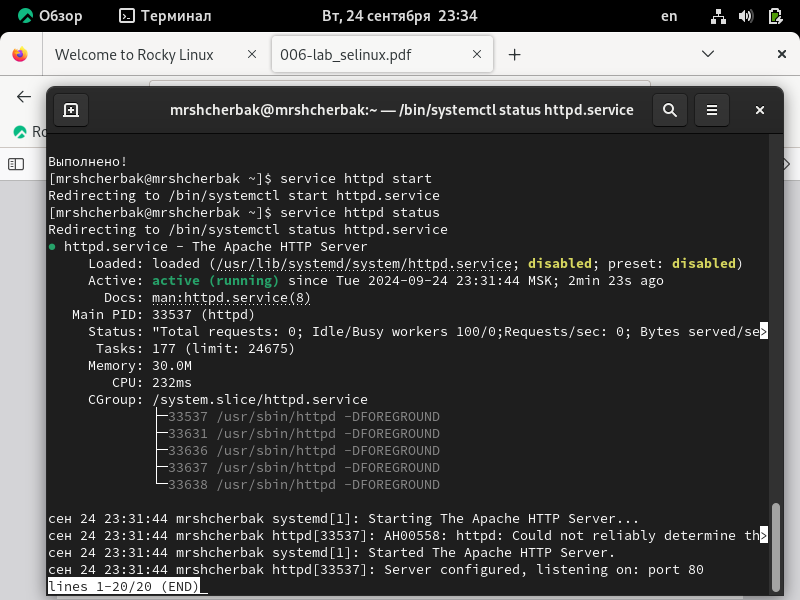 Обзор Терминал Вт, 24 сентября 23:34 en
Welcome to Rocky Linux × 006-lab_selinux.pdf × +
mrshcherbak@mrshcherbak:~ — /bin/systemctl status httpd.service
Ro
Выполнено!
[mrshcherbak@mrshcherbak ~]$ service httpd start
Redirecting to /bin/systemctl start httpd.service
[mrshcherbak@mrshcherbak ~]$ service httpd status
Redirecting to /bin/systemctl status httpd.service
● httpd.service - The Apache HTTP Server
Loaded: loaded (/usr/lib/systemd/system/httpd.service; disabled; preset: disabled)
Active: active (running) since Tue 2024-09-24 23:31:44 MSK; 2min 23s ago
Docs: man:httpd.service(8)
Main PID: 33537 (httpd)
Status: "Total requests: 0; Idle/Busy workers 100/0;Requests/sec: 0; Bytes served/se>
Tasks: 177 (limit: 24675)
Memory: 30.0M
CPU: 232ms
CGroup: /system.slice/httpd.service
├─33537 /usr/sbin/httpd -DFOREGROUND
├─33631 /usr/sbin/httpd -DFOREGROUND
├─33636 /usr/sbin/httpd -DFOREGROUND
├─33637 /usr/sbin/httpd -DFOREGROUND
└─33638 /usr/sbin/httpd -DFOREGROUND
сен 24 23:31:44 mrshcherbak systemd[1]: Starting The Apache HTTP Server...
сен 24 23:31:44 mrshcherbak httpd[33537]: AH00558: httpd: Could not reliably determine th>
сен 24 23:31:44 mrshcherbak systemd[1]: Started The Apache HTTP Server.
сен 24 23:31:44 mrshcherbak httpd[33537]: Server configured, listening on: port 80
lines 1-20/20 (END)